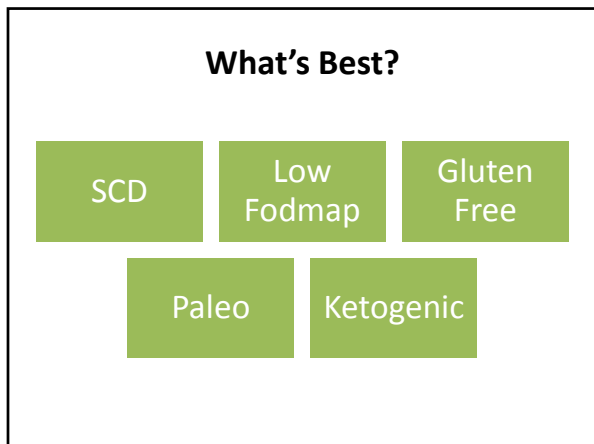 What’s Best?
SCD
Low
Fodmap
Gluten
Free
Paleo
Ketogenic